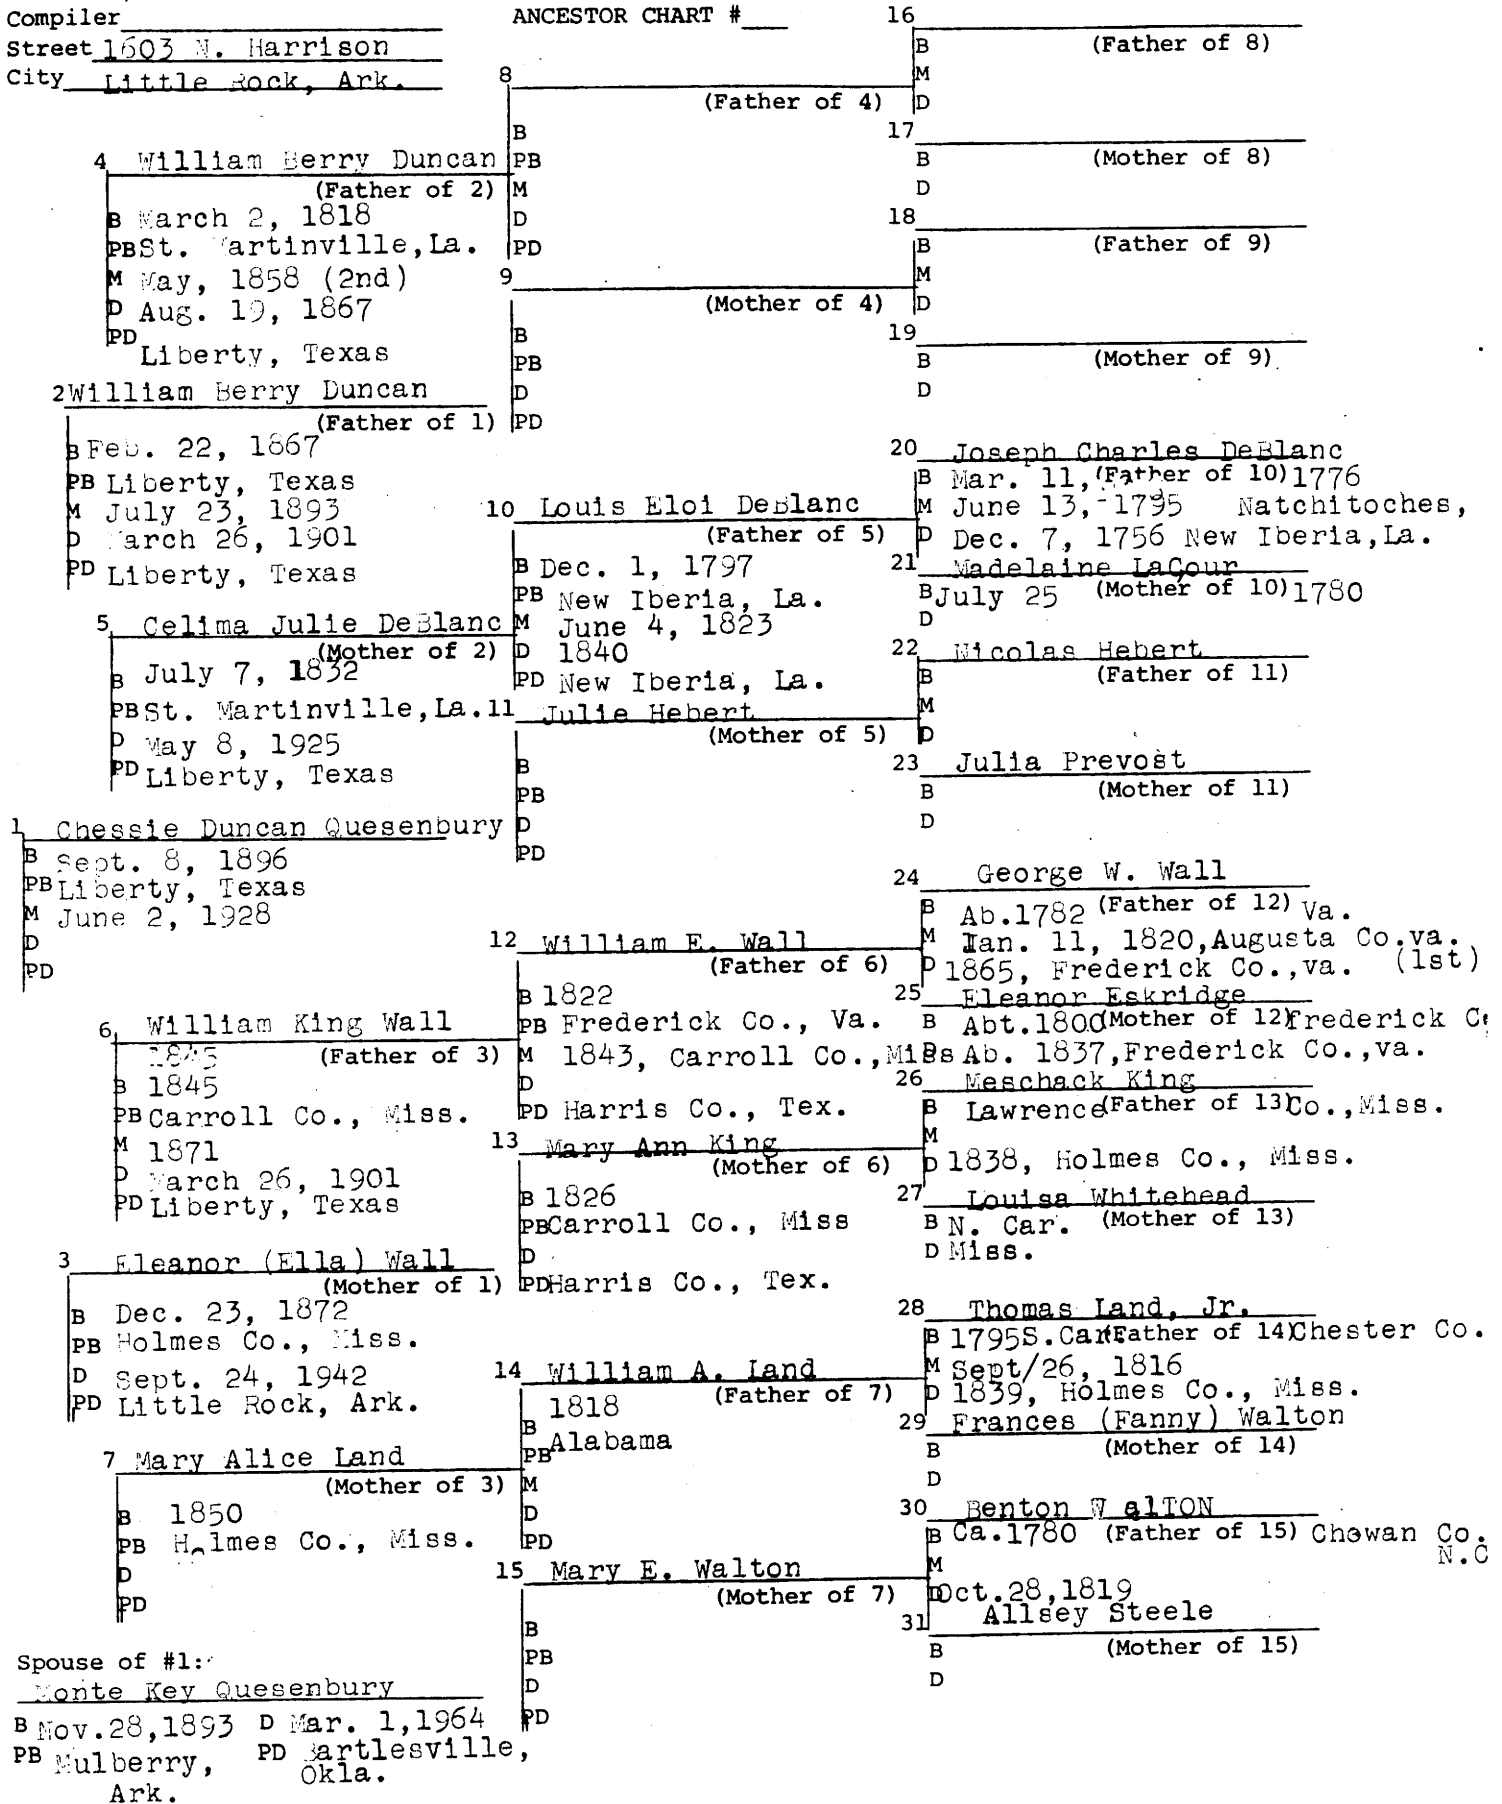 Compiler
ANCESTOR CHART #
Street 1603 N. Harrison
City Little Rock, Ark.
16
B (Father of 8)
M
D
8
(Father of 4)
B
PB
M
D
PD
17
B (Mother of 8)
D
4 William Berry Duncan
(Father of 2)
B March 2, 1818
PB St. Martinville, La.
M May, 1858 (2nd)
D Aug. 19, 1867
PD
Liberty, Texas
18
B (Father of 9)
M
D
9
(Mother of 4)
B
PB
D
PD
19
B (Mother of 9)
D
2 William Berry Duncan
(Father of 1)
B Feb. 22, 1867
PB Liberty, Texas
M July 23, 1893
D March 26, 1901
PD Liberty, Texas
20 Joseph Charles DeBlanc
B Mar. 11, (Father of 10) 1776
M June 13, 1795 Natchitoches,
D Dec. 7, 1756 New Iberia, La.
10 Louis Eloi DeBlanc
(Father of 5)
B Dec. 1, 1797
PB New Iberia, La.
M June 4, 1823
D 1840
PD New Iberia, La.
21 Madelaine LaCour
B July 25 (Mother of 10) 1780
D
5 Celima Julie DeBlanc
(Mother of 2)
B July 7, 1832
PB St. Martinville, La.
D May 8, 1925
PD Liberty, Texas
22 Nicolas Hebert
B (Father of 11)
M
D
11 Julie Hebert
(Mother of 5)
B
PB
D
PD
23 Julia Prevost
B (Mother of 11)
D
1 Chessie Duncan Quesenbury
B Sept. 8, 1896
PB Liberty, Texas
M June 2, 1928
D
PD
24 George W. Wall
B Ab.1782 (Father of 12) Va.
M Jan. 11, 1820, Augusta Co.va.
D 1865, Frederick Co., va. (1st)
12 William E. Wall
(Father of 6)
B 1822
PB Frederick Co., Va.
M 1843, Carroll Co., Miss
D
PD Harris Co., Tex.
25 Eleanor Eskridge
B Abt.1800 (Mother of 12) Frederick Co
D Ab. 1837, Frederick Co., va.
6 William King Wall
1845 (Father of 3)
B 1845
PB Carroll Co., Miss.
M 1871
D March 26, 1901
PD Liberty, Texas
26 Meschack King
B Lawrence (Father of 13) Co., Miss.
M
D 1838, Holmes Co., Miss.
13 Mary Ann King
(Mother of 6)
B 1826
PB Carroll Co., Miss
D
PD Harris Co., Tex.
27 Louisa Whitehead
B N. Car. (Mother of 13)
D Miss.
3 Eleanor (Ella) Wall
(Mother of 1)
B Dec. 23, 1872
PB Holmes Co., Miss.
D Sept. 24, 1942
PD Little Rock, Ark.
28 Thomas Land, Jr.
B 1795 S.Car (Father of 14) Chester Co.
M Sept/26, 1816
D 1839, Holmes Co., Miss.
14 William A. Land
(Father of 7)
B 1818
PB Alabama
M
D
PD
29 Frances (Fanny) Walton
B (Mother of 14)
D
7 Mary Alice Land
(Mother of 3)
B 1850
PB Holmes Co., Miss.
D
PD
30 Benton W alTON
B Ca.1780 (Father of 15) Chowan Co.
N.C
M
D Oct.28,1819
15 Mary E. Walton
(Mother of 7)
B
PB
D
PD
31 Allsey Steele
B (Mother of 15)
D
Spouse of #1:
Monte Key Quesenbury
B Nov.28,1893 D Mar. 1,1964
PB Mulberry, PD Bartlesville,
Ark. Okla.